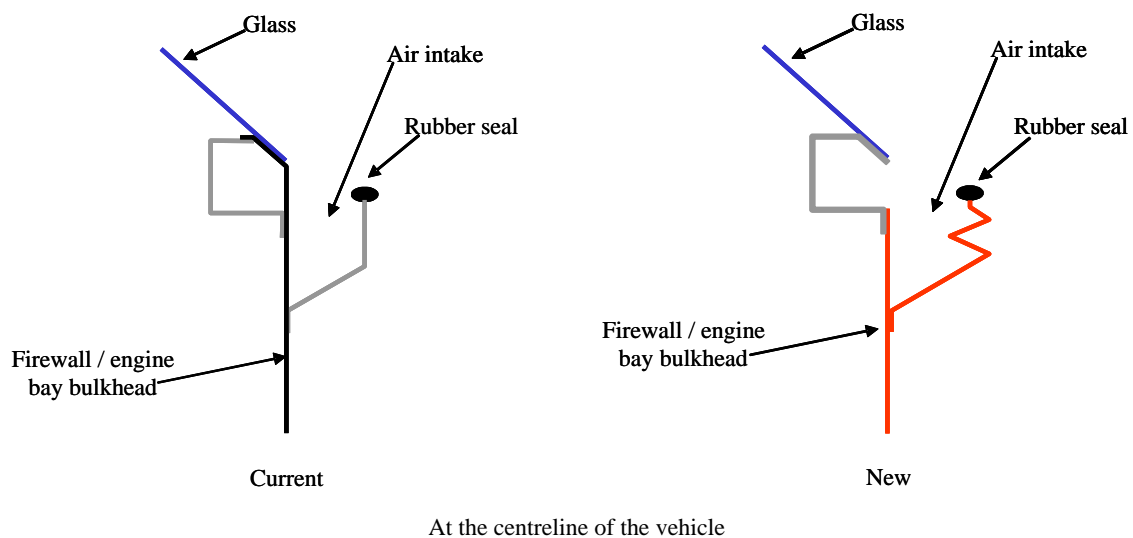 Glass
Air intake
Rubber seal
Firewall / engine
bay bulkhead
Current
Glass
Air intake
Rubber seal
Firewall / engine
bay bulkhead
New
At the centreline of the vehicle